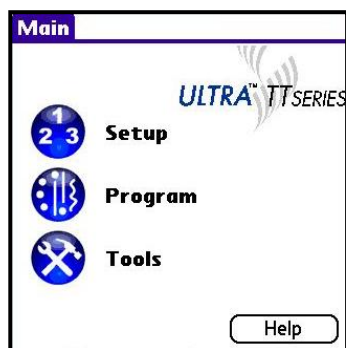 Main
ULTRA™ TTSERIES
1
2 3
Setup
Program
Tools
Help